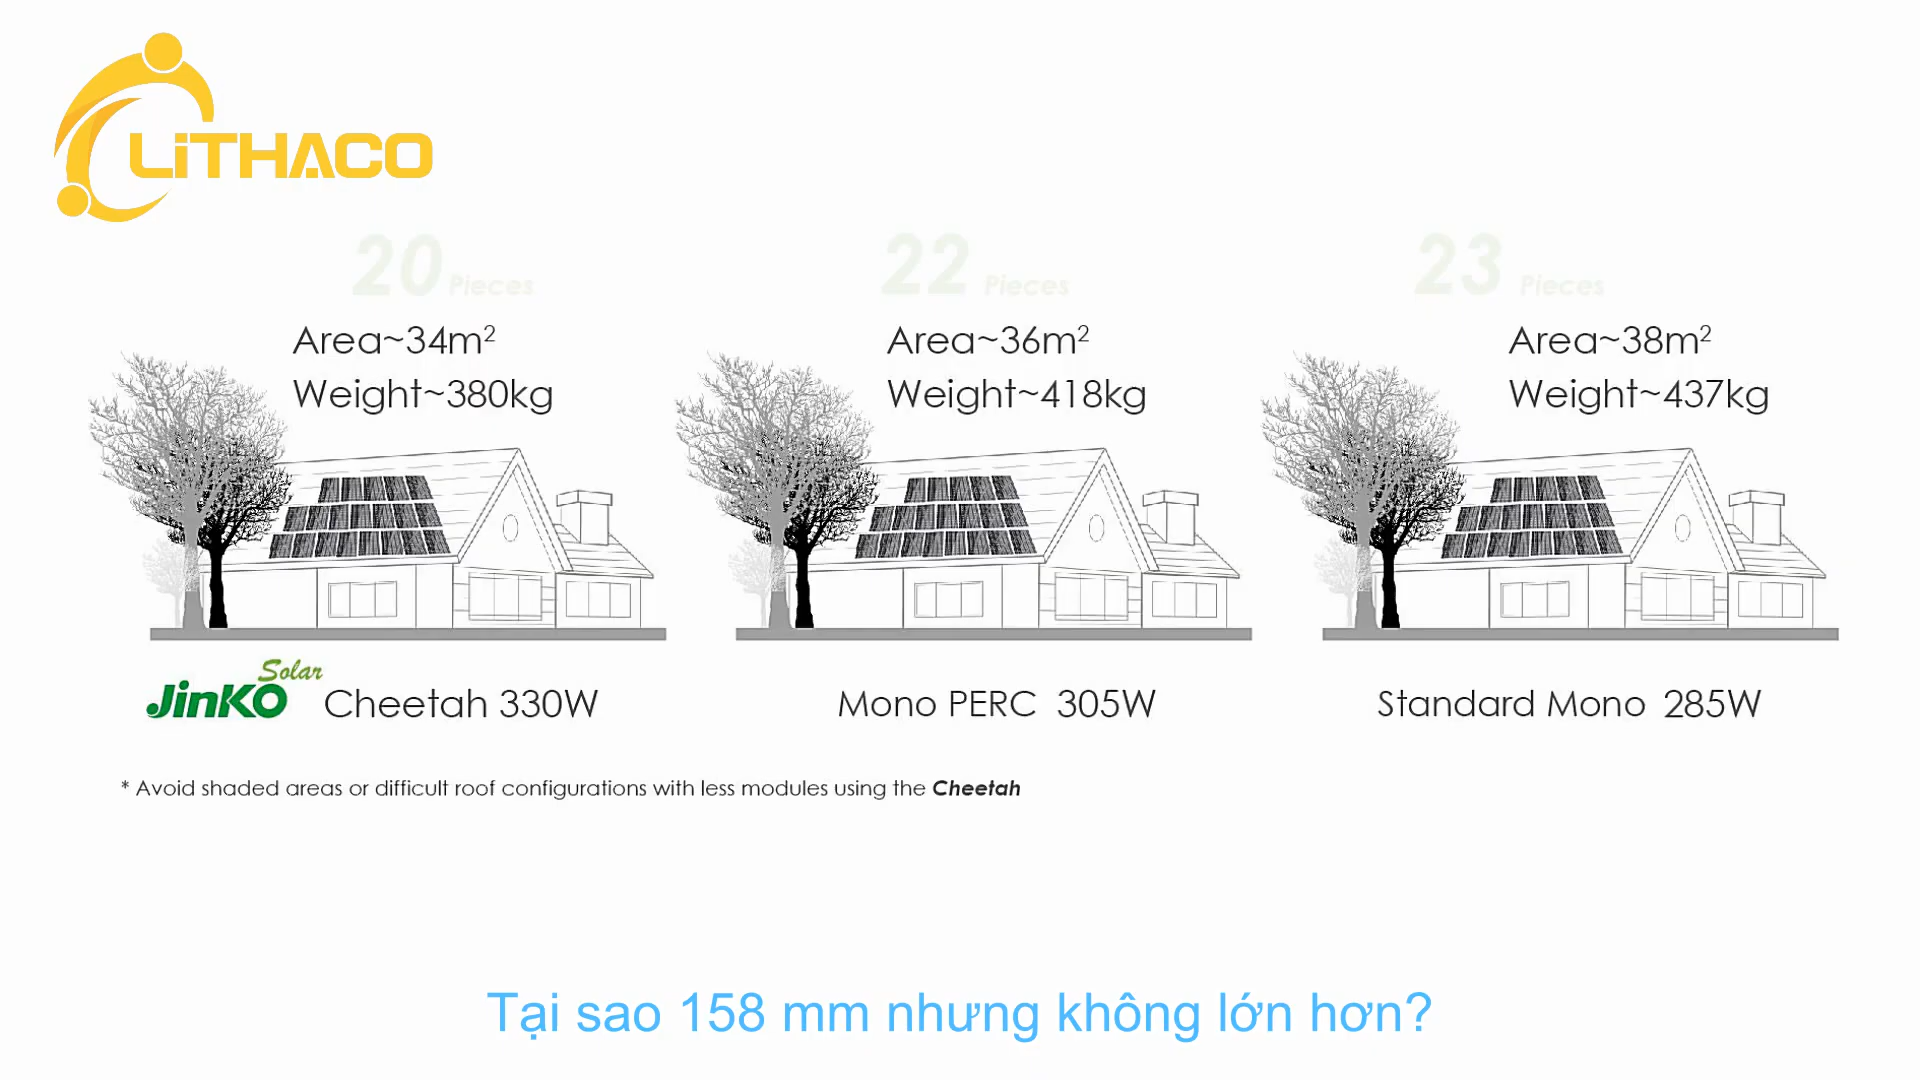 LiTHACO
20 Pieces
Area~34m²
Weight~380kg
22 Pieces
Area~36m²
Weight~418kg
23 Pieces
Area~38m²
Weight~437kg
JinKO Solar Cheetah 330W
Mono PERC 305W
Standard Mono 285W
* Avoid shaded areas or difficult roof configurations with less modules using the Cheetah
Tại sao 158 mm nhưng không lớn hơn?